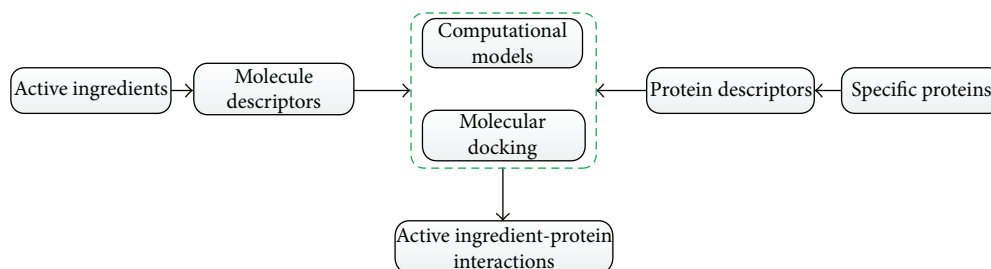 Computational
models
Active ingredients
Molecule
descriptors
Protein descriptors
Specific proteins
Molecular
docking
Active ingredient-protein
interactions